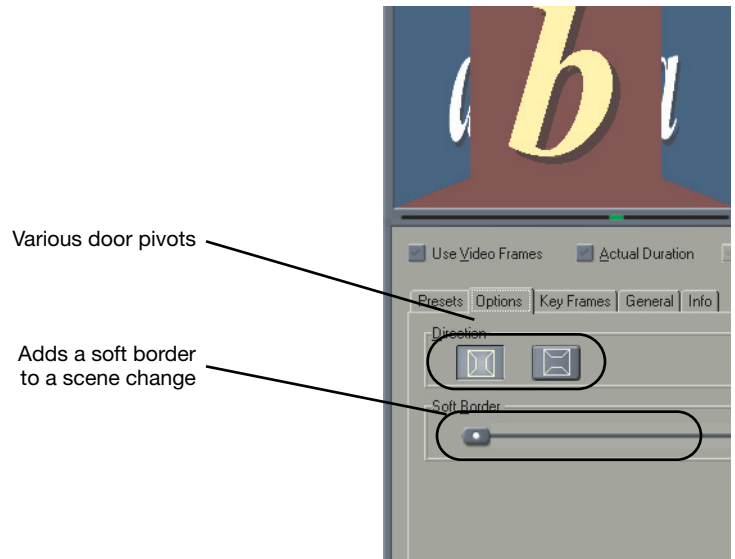 a b a
Various door pivots
Use Video Frames Actual Duration
Presets Options Key Frames General Info
Adds a soft border
to a scene change
Direction
Soft Border